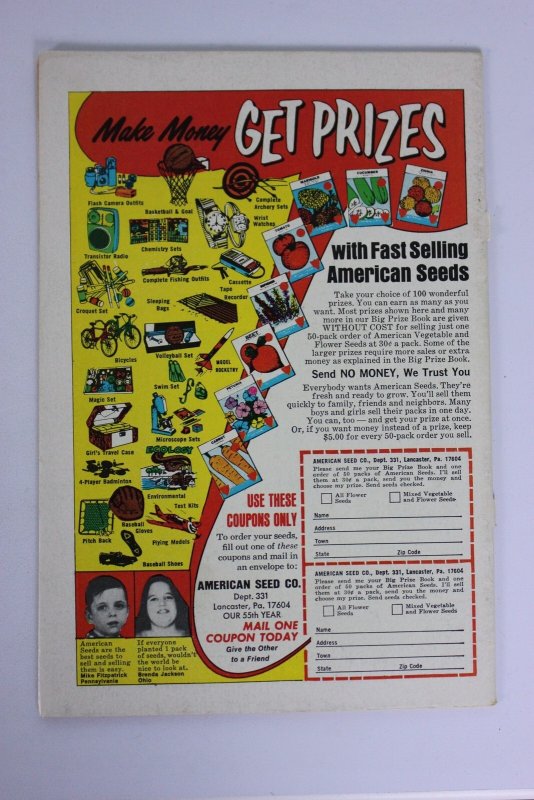 Make Money GET PRIZES
with Fast Selling
American Seeds
Flash Camera Outfits
Basketball & Goal
Complete
Archery Sets
Wrist
Watches
Transistor Radio
Chemistry Sets
Complete Fishing Outfits
Cassette
Tape
Recorder
Croquet Set
Sleeping
Bags
Bicycles
Volleyball Set
MODEL
ROCKETRY
Magic Set
Swim Set
Girl's Travel Case
Microscope Sets
ECOLOGY
4-Player Badminton
Environmental
Test Kits
Pitch Back
Baseball
Gloves
Flying Models
Baseball Shoes
CUCUMBER
ZINNIA
MARIGOLD
TOMATO
BEET
PETUNIA
CARROT
Take your choice of 100 wonderful
prizes. You can earn as many as you
want. Most prizes shown here and many
more in our Big Prize Book are given
WITHOUT COST for selling just one
50-pack order of American Vegetable and
Flower Seeds at 30¢ a pack. Some of the
larger prizes require more sales or extra
money as explained in the Big Prize Book.
Send NO MONEY, We Trust You
Everybody wants American Seeds. They're
fresh and ready to grow. You'll sell them
quickly to family, friends and neighbors. Many
boys and girls sell their packs in one day.
You can, too — and get your prize at once.
Or, if you want money instead of a prize, keep
$5.00 for every 50-pack order you sell.
USE THESE
COUPONS ONLY
To order your seeds,
fill out one of these
coupons and mail in
an envelope to:
AMERICAN SEED CO.
Dept. 331
Lancaster, Pa. 17604
OUR 55th YEAR
MAIL ONE
COUPON TODAY
Give the Other
to a Friend
AMERICAN SEED CO., Dept. 331, Lancaster, Pa. 17604
Please send me your Big Prize Book and one
order of 50 packs of American Seeds. I'll sell
them at 30¢ a pack, send you the money and
choose my prize. Send seeds checked.
All Flower
Seeds
Mixed Vegetable
and Flower Seeds
Name
Address
Town
State Zip Code
AMERICAN SEED CO., Dept. 331, Lancaster, Pa. 17604
Please send me your Big Prize Book and one
order of 50 packs of American Seeds. I'll sell
them at 30¢ a pack, send you the money and
choose my prize. Send seeds checked.
All Flower
Seeds
Mixed Vegetable
and Flower Seeds
Name
Address
Town
State Zip Code
American
Seeds are the
best seeds to
sell and selling
them is easy.
Mike Fitzpatrick
Pennsylvania
If everyone
planted 1 pack
of seeds, wouldn't
the world be
nice to look at.
Brenda Jackson
Ohio